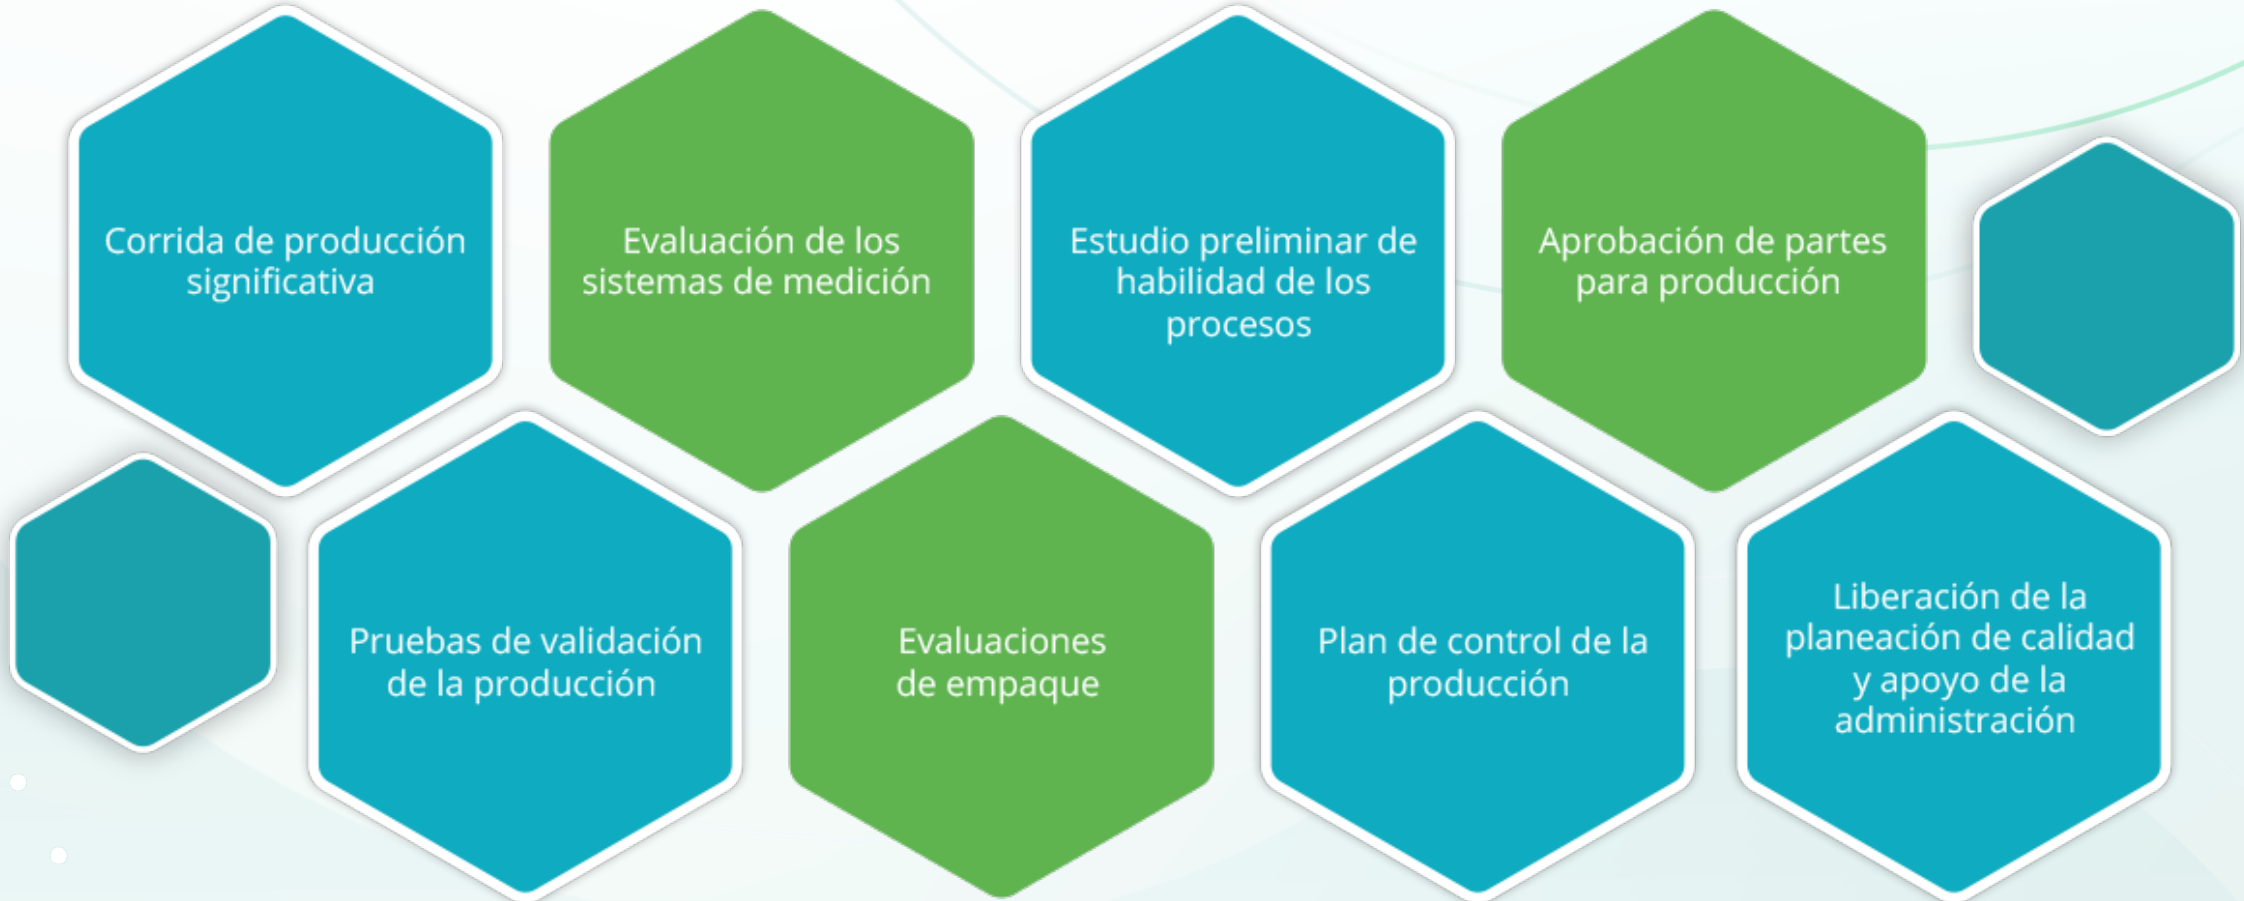 Corrida de producción
significativa
Evaluación de los
sistemas de medición
Estudio preliminar de
habilidad de los
procesos
Aprobación de partes
para producción
Pruebas de validación
de la producción
Evaluaciones
de empaque
Plan de control de la
producción
Liberación de la
planeación de calidad
y apoyo de la
administración